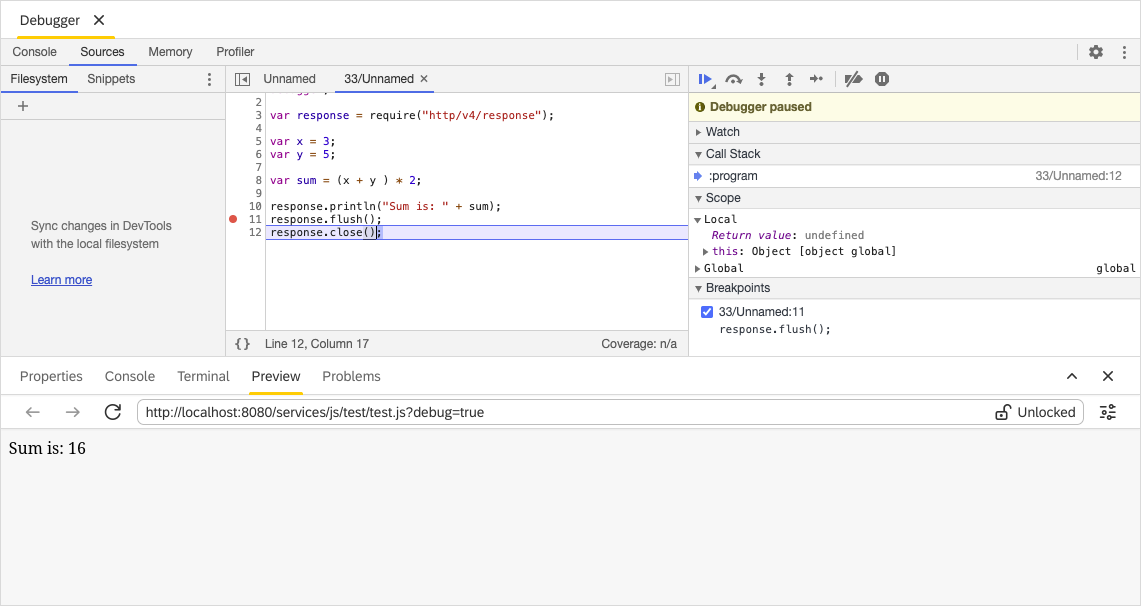 Debugger
Console Sources Memory Profiler
Filesystem Snippets
Unnamed 33/Unnamed
Sync changes in DevTools
with the local filesystem
Learn more
2
3 var response = require("http/v4/response");
4
5 var x = 3;
6 var y = 5;
7
8 var sum = (x + y ) * 2;
9
10 response.println("Sum is: " + sum);
11 response.flush();
12 response.close();
{} Line 12, Column 17 Coverage: n/a
Debugger paused
Watch
Call Stack
:program 33/Unnamed:12
Scope
Local
Return value: undefined
this: Object [object global]
Global global
Breakpoints
33/Unnamed:11
response.flush();
Properties Console Terminal Preview Problems
http://localhost:8080/services/js/test/test.js?debug=true Unlocked
Sum is: 16